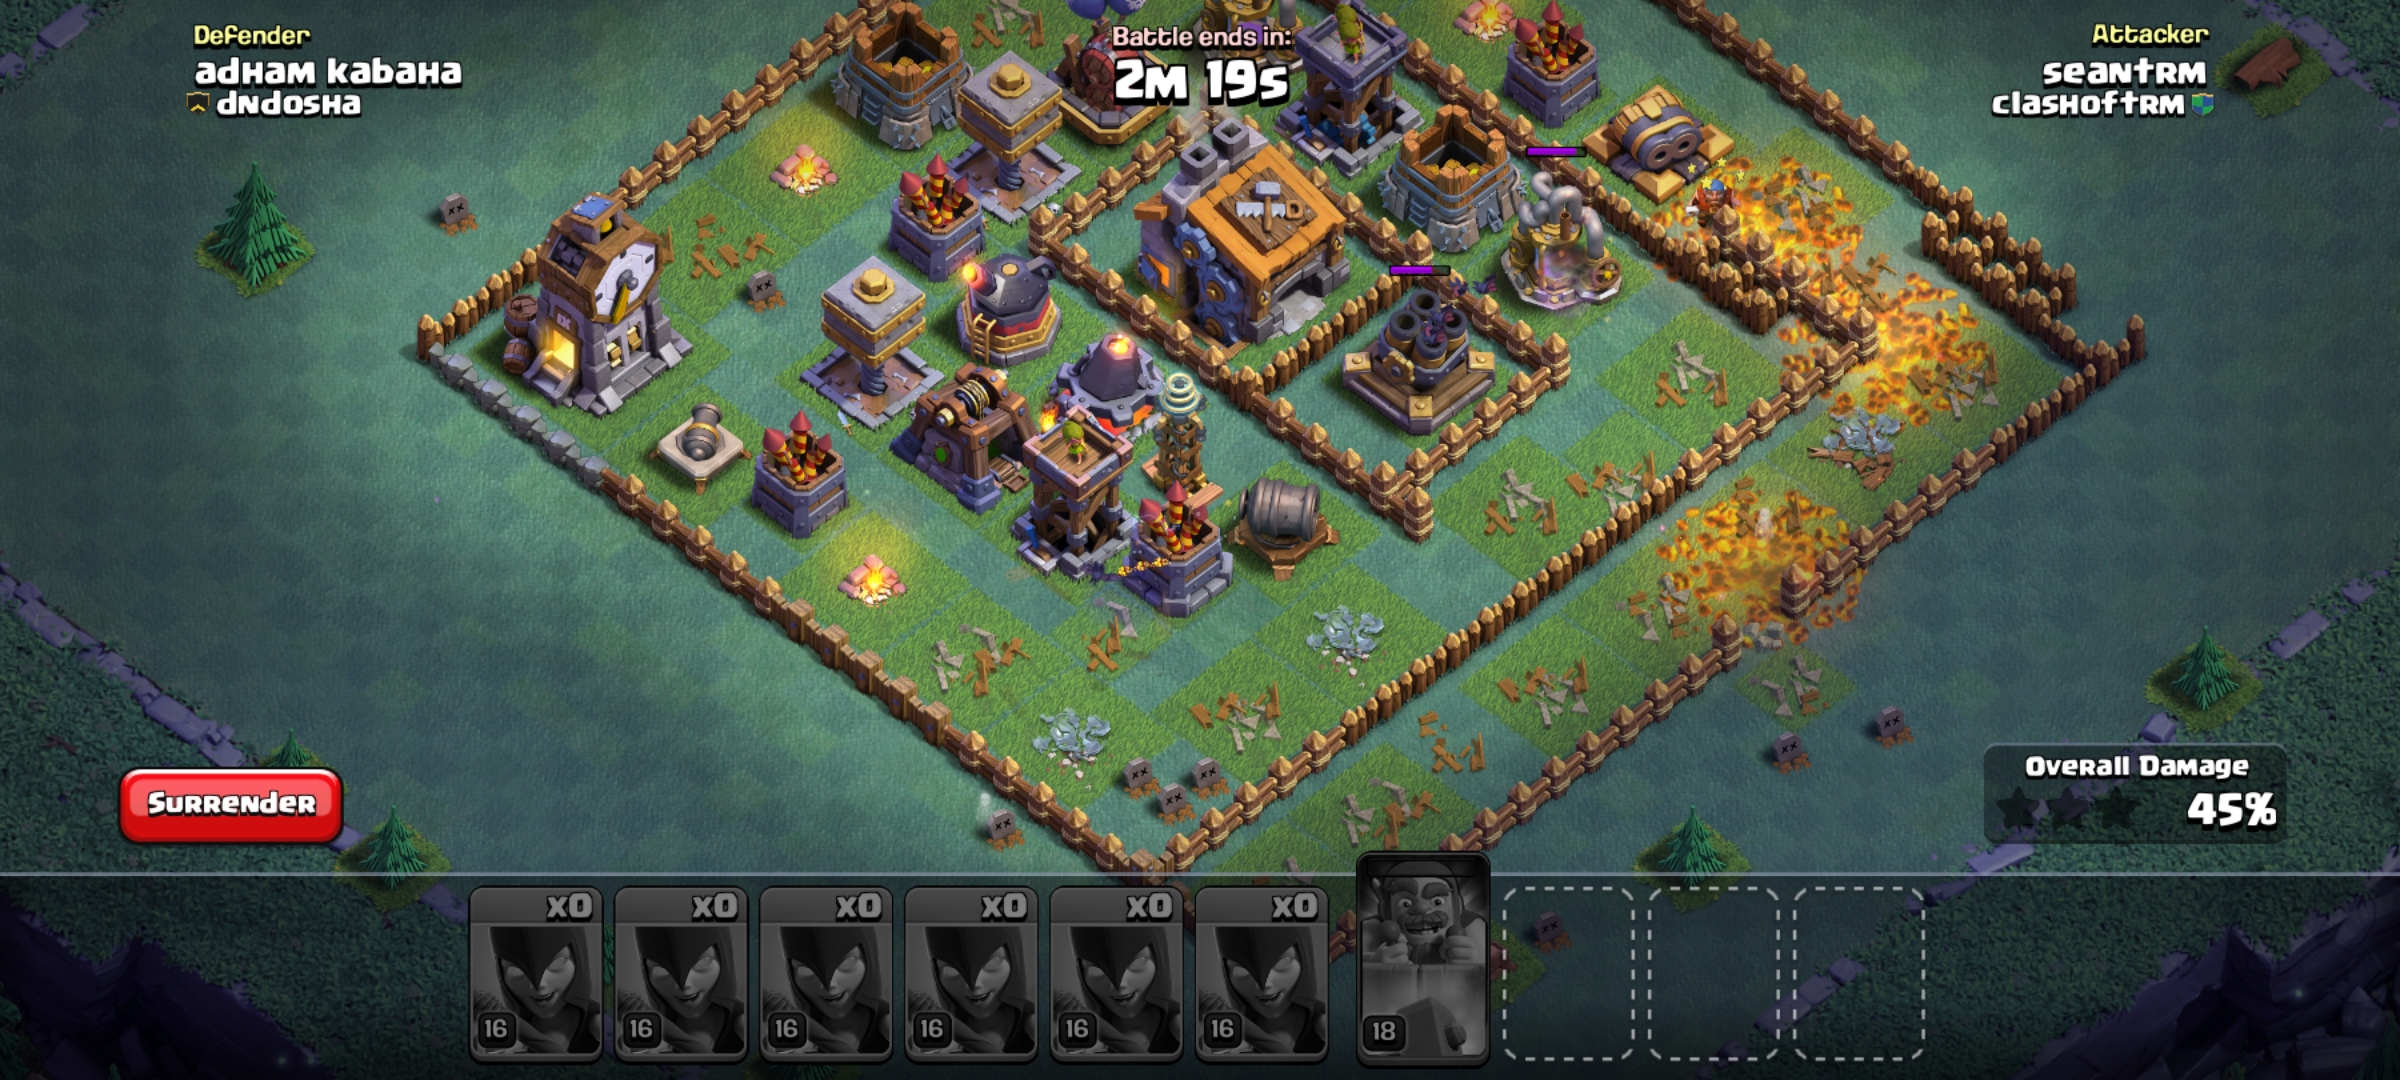 Defender
adham kabaha
dndosha
Battle ends in:
2m 19s
Attacker
seantrm
clashoftrm
Surrender
Overall Damage
45%
x0
x0
x0
x0
x0
x0
16
16
16
16
16
16
18